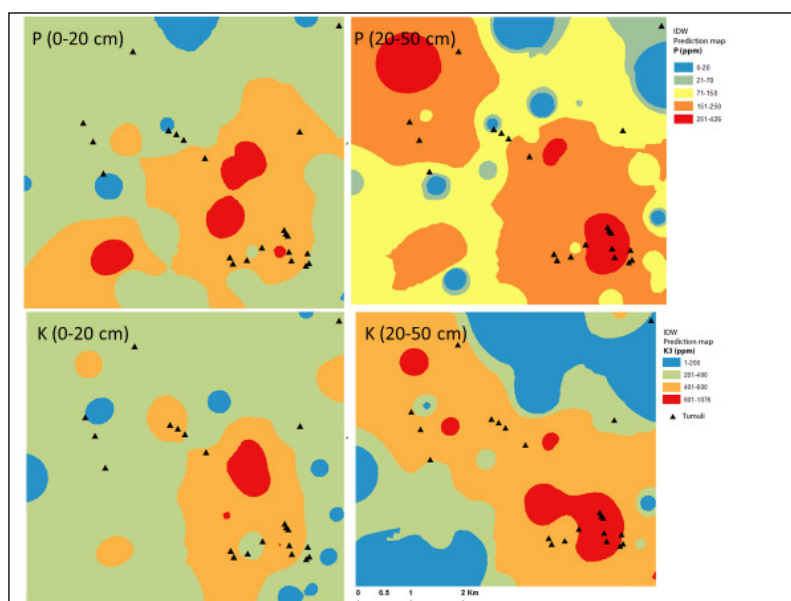 P (0-20 cm)
P (20-50 cm)
IDW
Prediction map
P (ppm)
0-20
21-70
71-150
151-250
251-426
K (0-20 cm)
K (20-50 cm)
IDW
Prediction map
K3 (ppm)
1-200
201-400
401-600
601-1076
Tumuli
0 0.5 1 2 Km